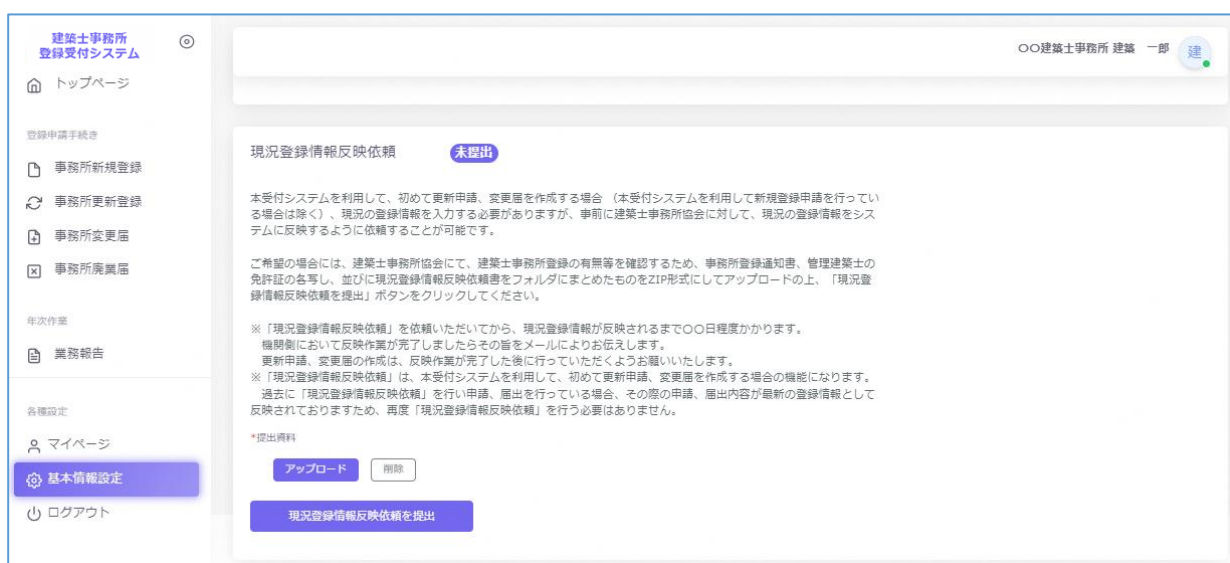 建築士事務所
登録受付システム
トップページ
登録申請手続き
事務所新規登録
事務所更新登録
事務所変更届
事務所廃業届
年次作業
業務報告
各種設定
マイページ
基本情報設定
ログアウト
〇〇建築士事務所 建築　一郎
建
現況登録情報反映依頼
未提出
本受付システムを利用して、初めて更新申請、変更届を作成する場合 （本受付システムを利用して新規登録申請を行ってい
る場合は除く）、現況の登録情報を入力する必要がありますが、事前に建築士事務所協会に対して、現況の登録情報をシス
テムに反映するように依頼することが可能です。
ご希望の場合には、建築士事務所協会にて、建築士事務所登録の有無等を確認するため、事務所登録通知書、管理建築士の
免許証の各写し、並びに現況登録情報反映依頼書をフォルダにまとめたものをZIP形式にしてアップロードの上、「現況登
録情報反映依頼を提出」ボタンをクリックしてください。
※「現況登録情報反映依頼」を依頼いただいてから、現況登録情報が反映されるまで〇〇日程度かかります。
機関側において反映作業が完了しましたらその旨をメールによりお伝えします。
更新申請、変更届の作成は、反映作業が完了した後に行っていただくようお願いいたします。
※「現況登録情報反映依頼」は、本受付システムを利用して、初めて更新申請、変更届を作成する場合の機能になります。
過去に「現況登録情報反映依頼」を行い申請、届出を行っている場合、その際の申請、届出内容が最新の登録情報として
反映されておりますため、再度「現況登録情報反映依頼」を行う必要はありません。
*提出資料
アップロード
削除
現況登録情報反映依頼を提出